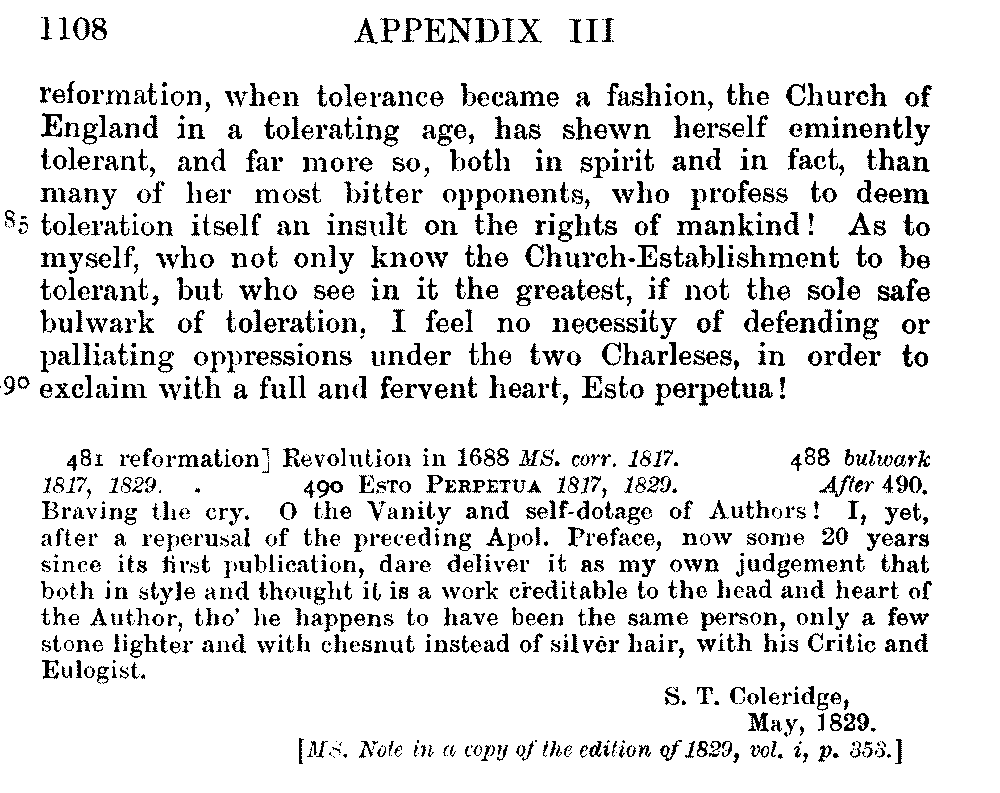 1108 APPENDIX III
reformation, when tolerance became a fashion, the Church of
England in a tolerating age, has shewn herself eminently
tolerant, and far more so, both in spirit and in fact, than
many of her most bitter opponents, who profess to deem
85 toleration itself an insult on the rights of mankind! As to
myself, who not only know the Church-Establishment to be
tolerant, but who see in it the greatest, if not the sole safe
bulwark of toleration, I feel no necessity of defending or
palliating oppressions under the two Charleses, in order to
90 exclaim with a full and fervent heart, Esto perpetua!
481 reformation] Revolution in 1688 MS. corr. 1817. 488 bulwark
1817, 1829. 490 ESTO PERPETUA 1817, 1829. After 490.
Braving the cry. O the Vanity and self-dotage of Authors! I, yet,
after a reperusal of the preceding Apol. Preface, now some 20 years
since its first publication, dare deliver it as my own judgement that
both in style and thought it is a work creditable to the head and heart of
the Author, tho' he happens to have been the same person, only a few
stone lighter and with chesnut instead of silver hair, with his Critic and
Eulogist.
S. T. Coleridge,
May, 1829.
[MS. Note in a copy of the edition of 1829, vol. i, p. 353.]